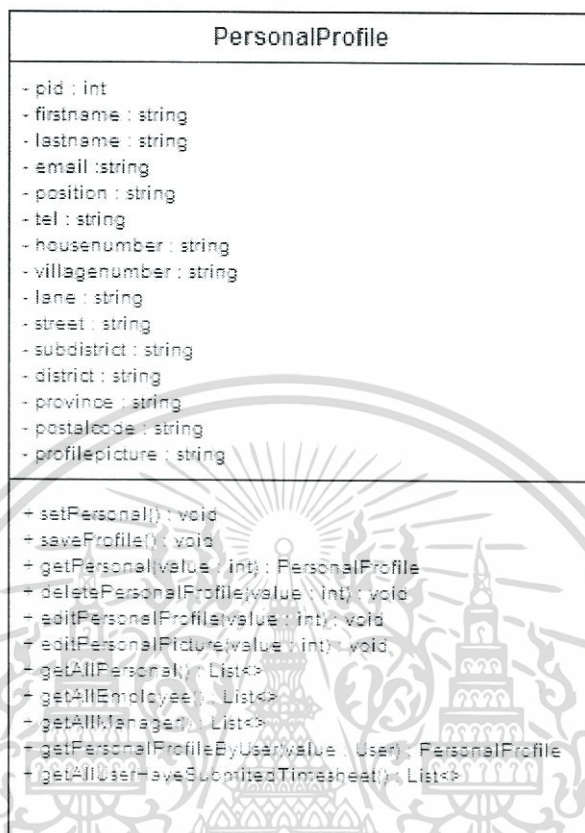 PersonalProfile
- pid : int
- firstname : string
- lastname : string
- email :string
- position : string
- tel : string
- housenumber : string
- villagenumber : string
- lane : string
- street : string
- subdistrict : string
- district : string
- province : string
- postalcode : string
- profilepicture : string
+ setPersonal() : void
+ saveProfile() : void
+ getPersonal(value : int) : PersonalProfile
+ deletePersonalProfile(value : int) : void
+ editPersonalProfile(value : int) : void
+ editPersonalPicture(value : int) : void
+ getAllPersonal() : List<>
+ getAllEmployee() : List<>
+ getAllManager() : List<>
+ getPersonalProfileByUser(value : User) : PersonalProfile
+ getAllUserHaveSubmitedTimesheet() : List<>